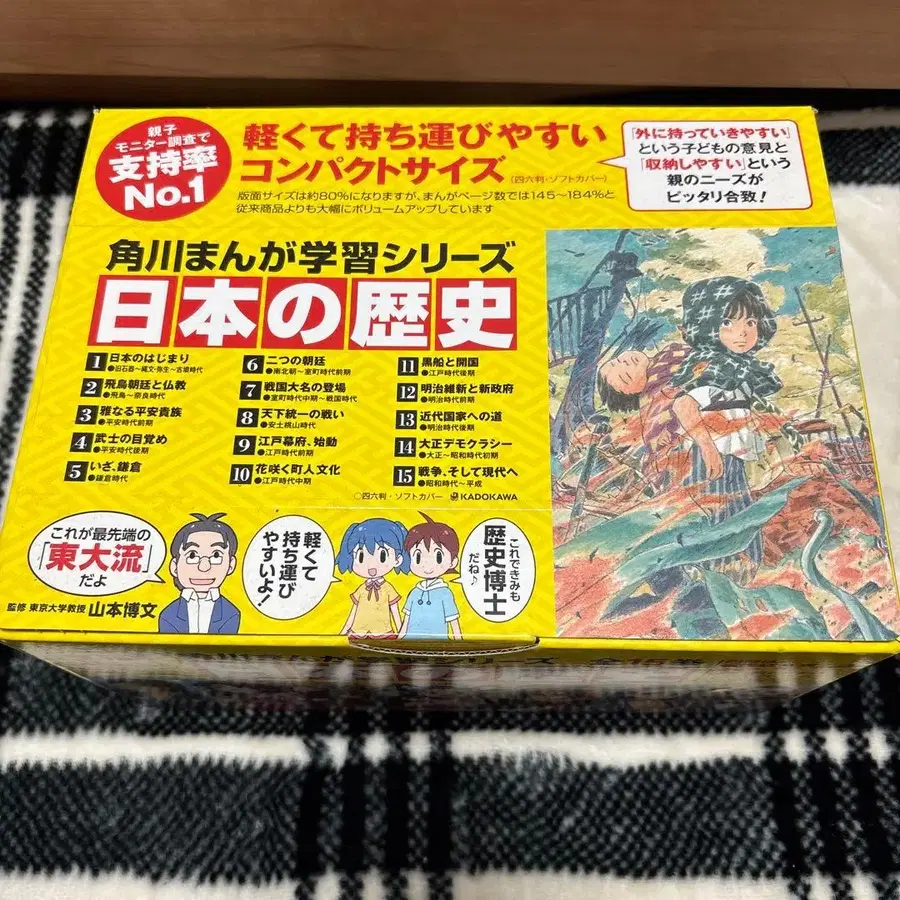 親子
モニター調査で
支持率
No.1
軽くて持ち運びやすい
コンパクトサイズ(四六判・ソフトカバー)
版面サイズは約80%になりますが、まんがページ数では145〜184%と
従来商品よりも大幅にボリュームアップしています
「外に持っていきやすい」
という子どもの意見と
「収納しやすい」という
親のニーズが
ピッタリ合致!
角川まんが学習シリーズ
日本の歴史
1 日本のはじまり
●旧石器〜縄文・弥生〜古墳時代
2 飛鳥朝廷と仏教
●飛鳥〜奈良時代
3 雅なる平安貴族
●平安時代前期
4 武士の目覚め
●平安時代後期
5 いざ、鎌倉
●鎌倉時代
6 二つの朝廷
●南北朝〜室町時代前期
7 戦国大名の登場
●室町時代中期〜戦国時代
8 天下統一の戦い
●安土桃山時代
9 江戸幕府、始動
●江戸時代前期
10 花咲く町人文化
●江戸時代中期
11 黒船と開国
●江戸時代後期
12 明治維新と新政府
●明治時代前期
13 近代国家への道
●明治時代後期
14 大正デモクラシー
●大正〜昭和時代初期
15 戦争、そして現代へ
●昭和時代〜平成
○四六判・ソフトカバー KADOKAWA
これが最先端の
「東大流」
だよ
監修 東京大学教授 山本博文
軽くて
持ち運び
やすいよ!
これできみも
歴史博士
だね♪